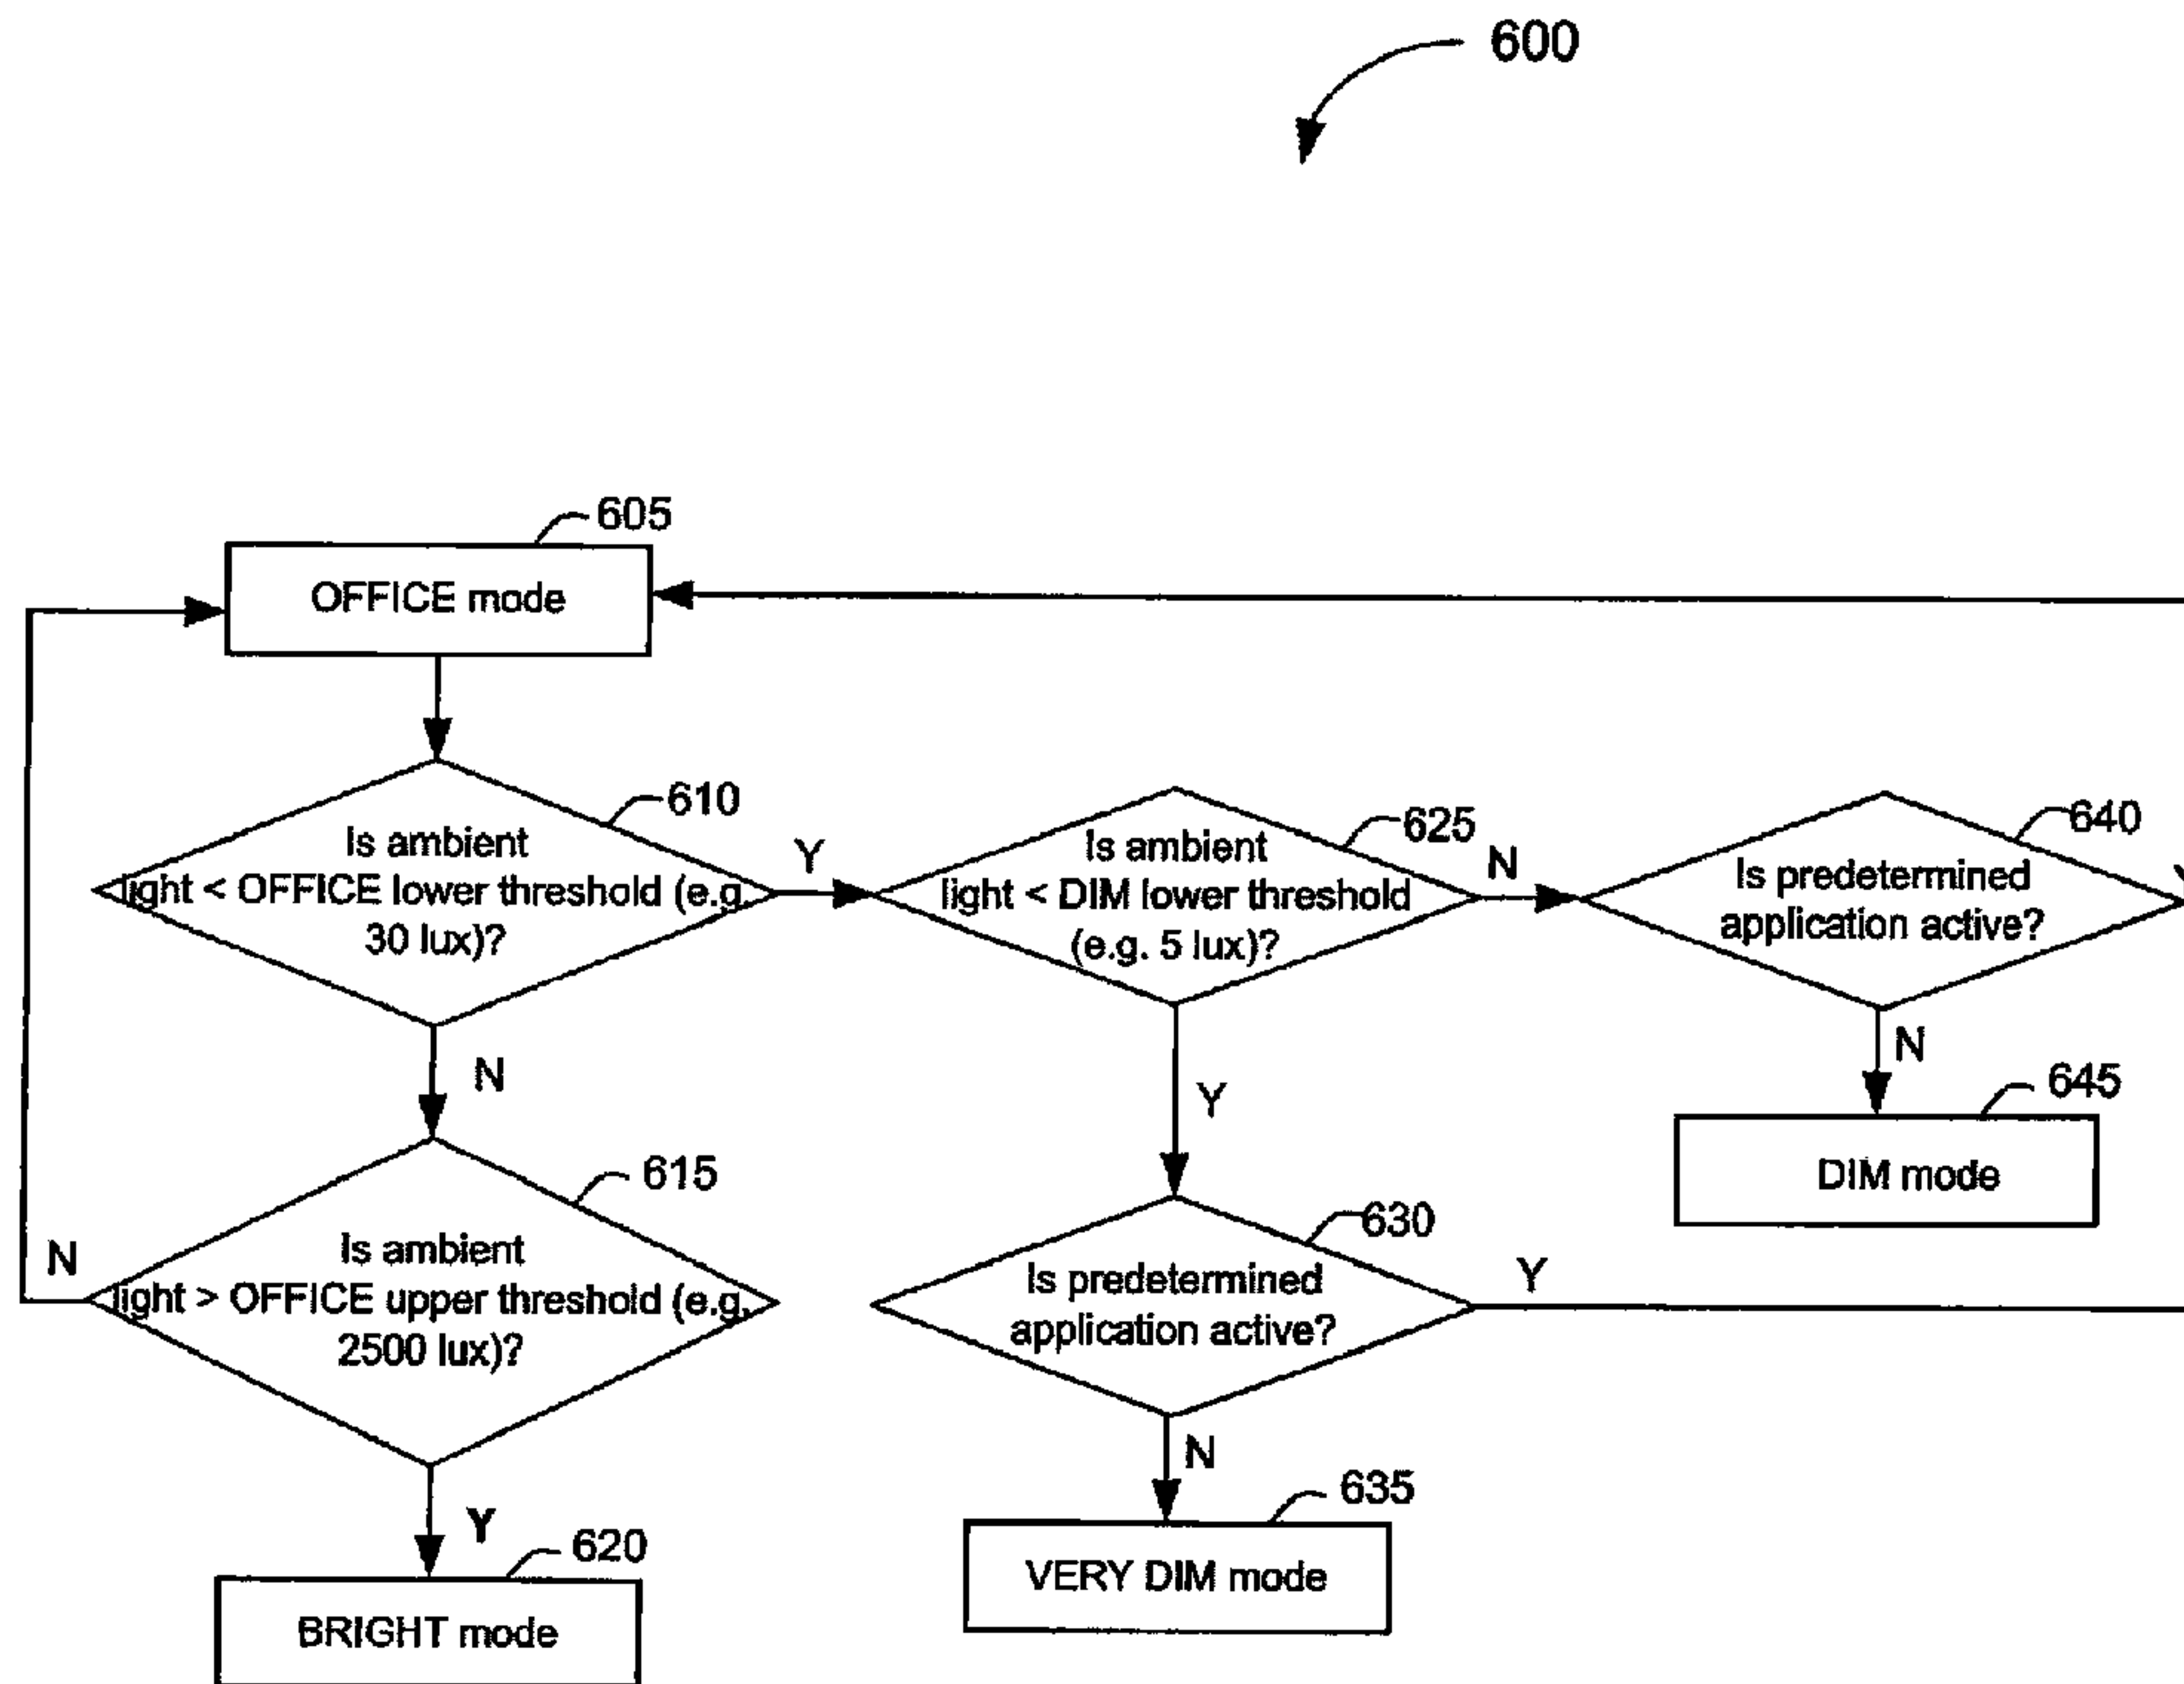 600
605
OFFICE mode
610
Is ambient
light < OFFICE lower threshold (e.g.
30 lux)?
Y
625
Is ambient
light < DIM lower threshold
(e.g. 5 lux)?
N
640
Is predetermined
application active?
N
N
645
DIM mode
Y
615
Is ambient
light > OFFICE upper threshold (e.g.
2500 lux)?
N
630
Is predetermined
application active?
Y
N
635
VERY DIM mode
Y
620
BRIGHT mode